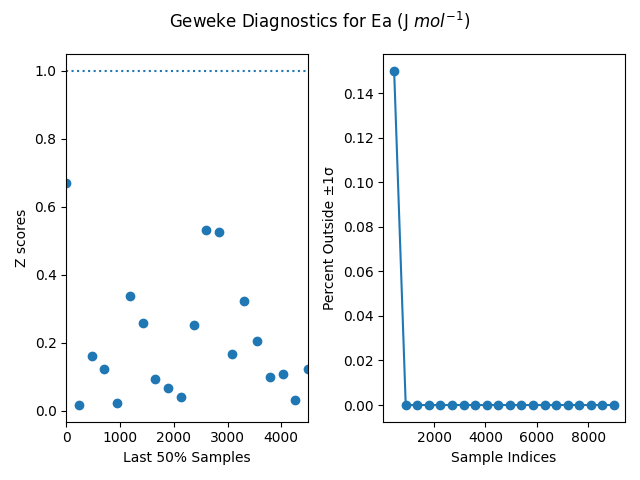 Geweke Diagnostics for Ea (J mol⁻¹)
1.0
0.8
0.6
0.4
0.2
0.0
Z scores
0 1000 2000 3000 4000
Last 50% Samples
0.14
0.12
0.10
0.08
0.06
0.04
0.02
0.00
Percent Outside ±1σ
2000 4000 6000 8000
Sample Indices